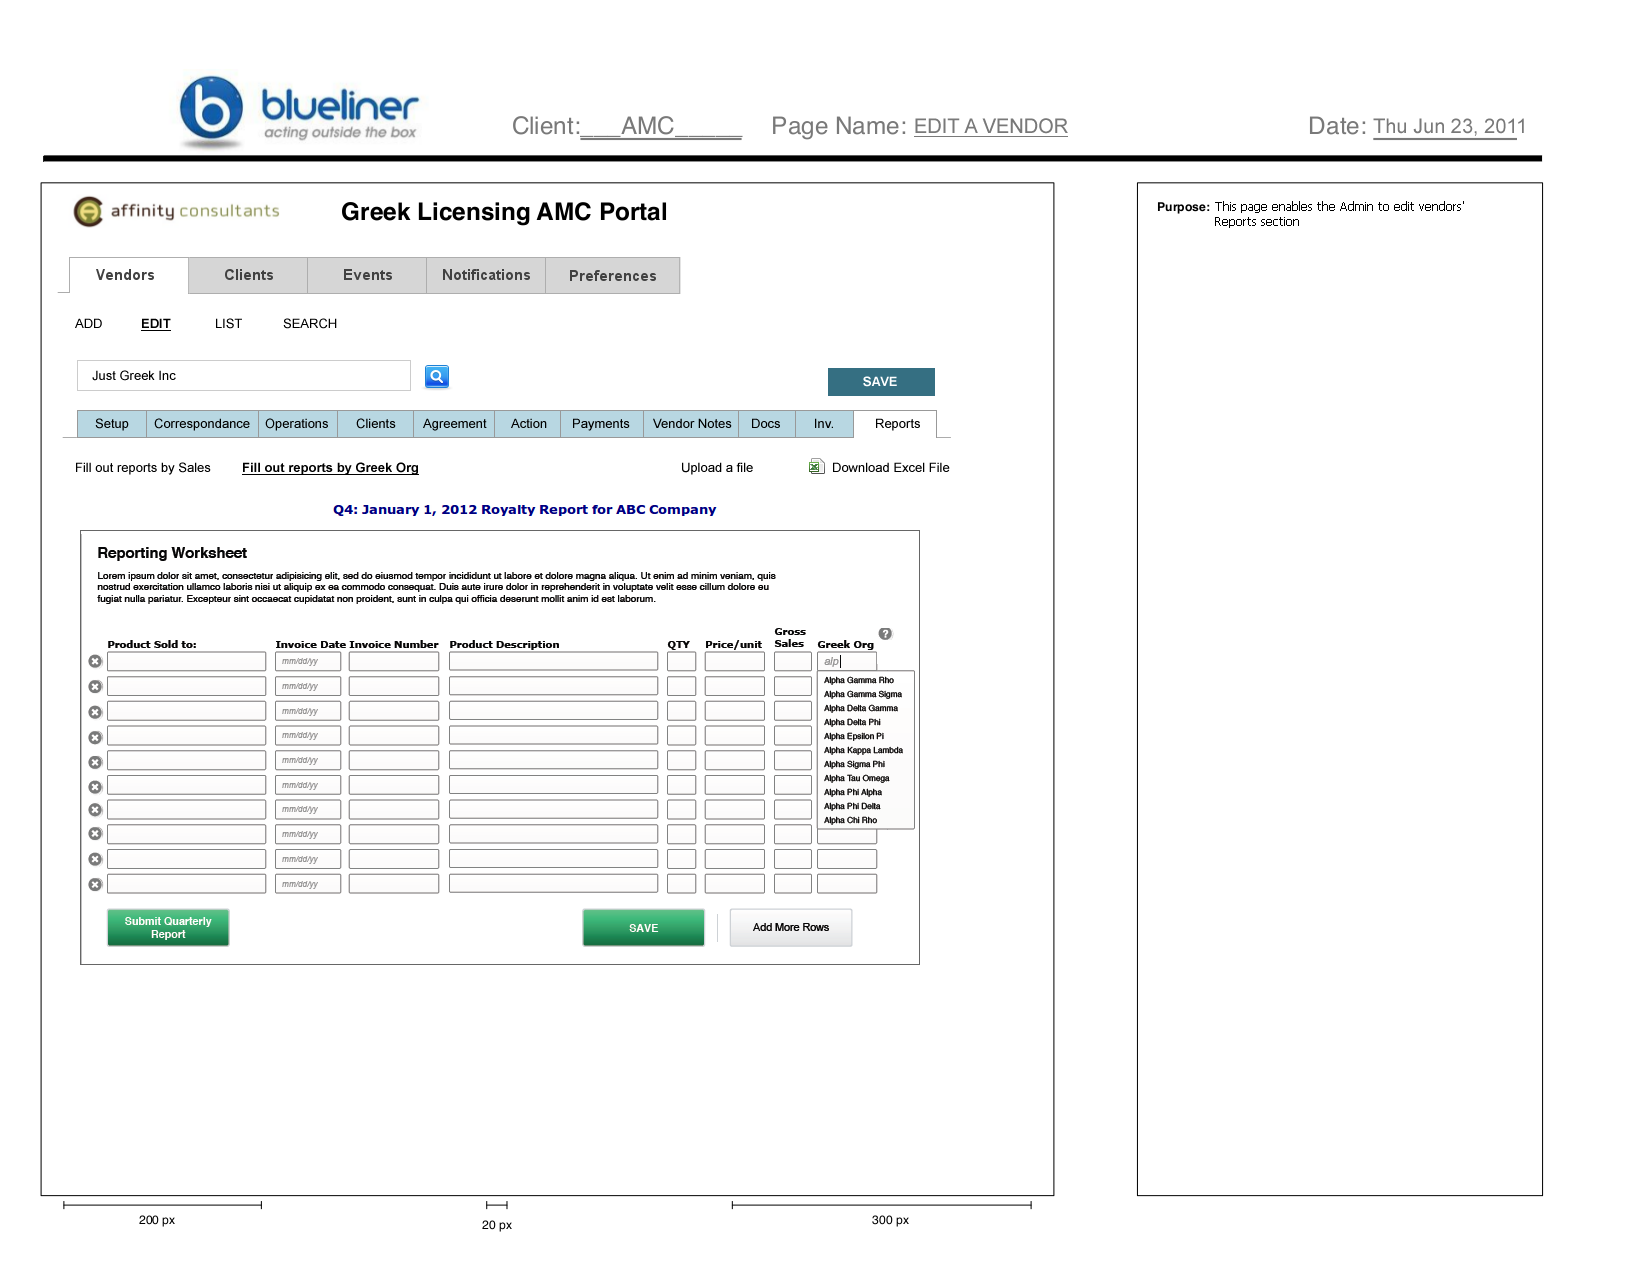 blueliner
acting outside the box
Client:___AMC_____ Page Name: EDIT A VENDOR Date: Thu Jun 23, 2011
affinity consultants
Greek Licensing AMC Portal
Purpose: This page enables the Admin to edit vendors'
Reports section
Vendors Clients Events Notifications Preferences
ADD EDIT LIST SEARCH
Just Greek Inc
SAVE
Setup Correspondance Operations Clients Agreement Action Payments Vendor Notes Docs Inv. Reports
Fill out reports by Sales Fill out reports by Greek Org Upload a file Download Excel File
Q4: January 1, 2012 Royalty Report for ABC Company
Reporting Worksheet
Lorem ipsum dolor sit amet, consectetur adipisicing elit, sed do eiusmod tempor incididunt ut labore et dolore magna aliqua. Ut enim ad minim veniam, quis
nostrud exercitation ullamco laboris nisi ut aliquip ex ea commodo consequat. Duis aute irure dolor in reprehenderit in voluptate velit esse cillum dolore eu
fugiat nulla pariatur. Excepteur sint occaecat cupidatat non proident, sunt in culpa qui officia deserunt mollit anim id est laborum.
Product Sold to: Invoice Date Invoice Number Product Description QTY Price/unit Gross Sales Greek Org ?
mm/dd/yy alp
mm/dd/yy
mm/dd/yy
mm/dd/yy
mm/dd/yy
mm/dd/yy
mm/dd/yy
mm/dd/yy
mm/dd/yy
mm/dd/yy
Alpha Gamma Rho
Alpha Gamma Sigma
Alpha Delta Gamma
Alpha Delta Phi
Alpha Epsilon Pi
Alpha Kappa Lambda
Alpha Sigma Phi
Alpha Tau Omega
Alpha Phi Alpha
Alpha Phi Delta
Alpha Chi Rho
Submit Quarterly
Report
SAVE
Add More Rows
200 px
20 px
300 px